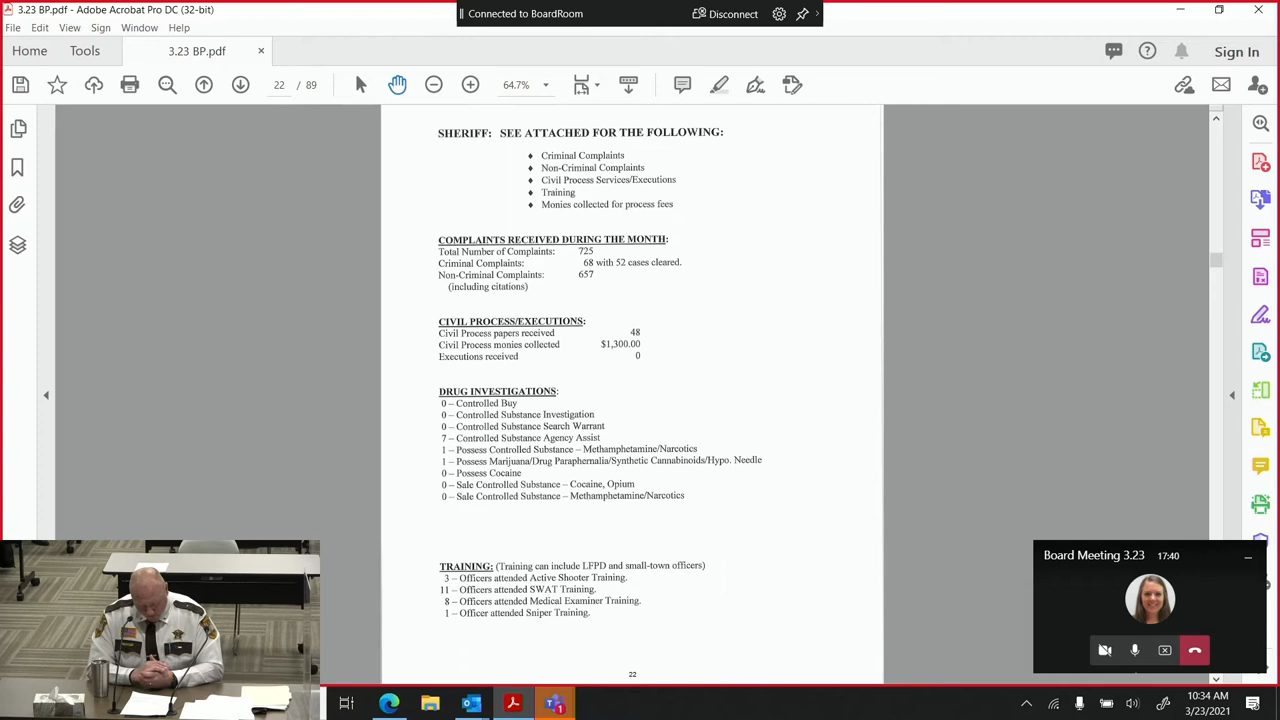 3.23 BP.pdf - Adobe Acrobat Pro DC (32-bit)
Connected to BoardRoom
Disconnect
File Edit View Sign Window Help
Home Tools 3.23 BP.pdf × Sign In
22 / 89 64.7%
SHERIFF: SEE ATTACHED FOR THE FOLLOWING:
♦ Criminal Complaints
♦ Non-Criminal Complaints
♦ Civil Process Services/Executions
♦ Training
♦ Monies collected for process fees
COMPLAINTS RECEIVED DURING THE MONTH:
Total Number of Complaints: 725
Criminal Complaints: 68 with 52 cases cleared.
Non-Criminal Complaints: 657
(including citations)
CIVIL PROCESS/EXECUTIONS:
Civil Process papers received 48
Civil Process monies collected $1,300.00
Executions received 0
DRUG INVESTIGATIONS:
0 – Controlled Buy
0 – Controlled Substance Investigation
0 – Controlled Substance Search Warrant
7 – Controlled Substance Agency Assist
1 – Possess Controlled Substance – Methamphetamine/Narcotics
1 – Possess Marijuana/Drug Paraphernalia/Synthetic Cannabinoids/Hypo. Needle
0 – Possess Cocaine
0 – Sale Controlled Substance – Cocaine, Opium
0 – Sale Controlled Substance – Methamphetamine/Narcotics
TRAINING: (Training can include LFPD and small-town officers)
3 – Officers attended Active Shooter Training.
11 – Officers attended SWAT Training.
8 – Officers attended Medical Examiner Training.
1 – Officer attended Sniper Training.
22
Board Meeting 3.23 17:40
10:34 AM
3/23/2021